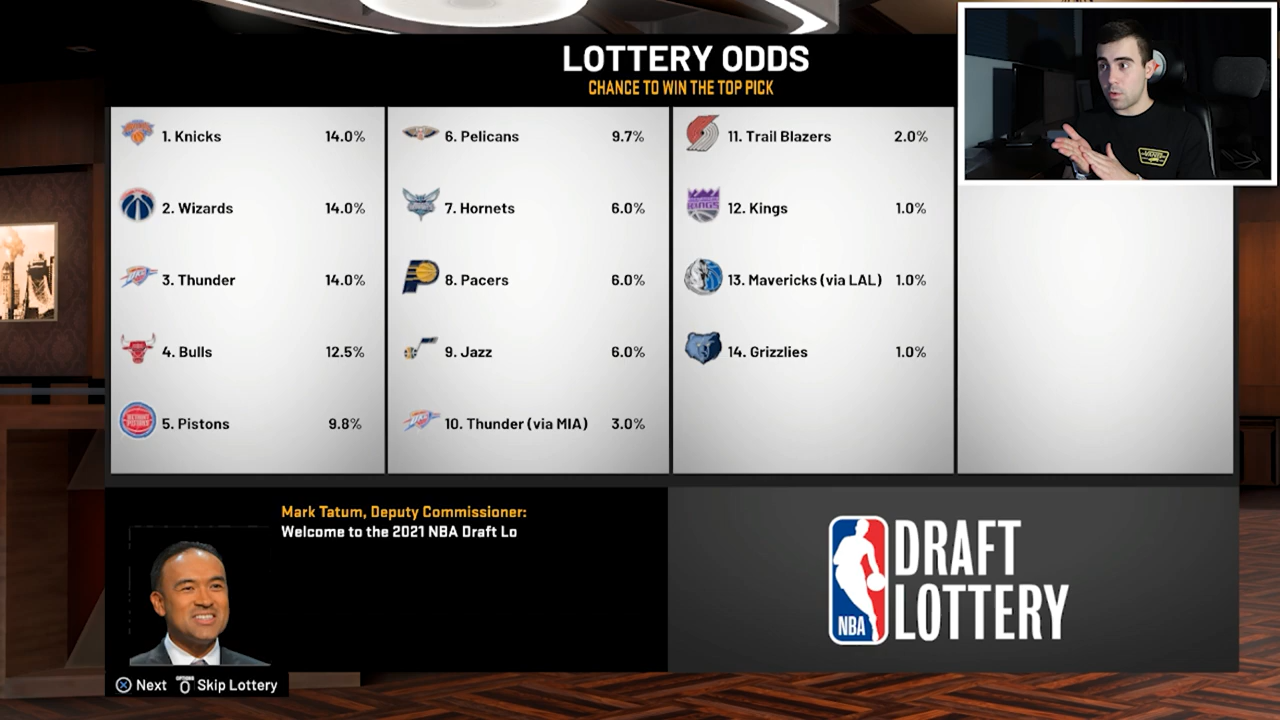 LOTTERY ODDS
CHANCE TO WIN THE TOP PICK
1. Knicks 14.0%
2. Wizards 14.0%
3. Thunder 14.0%
4. Bulls 12.5%
5. Pistons 9.8%
6. Pelicans 9.7%
7. Hornets 6.0%
8. Pacers 6.0%
9. Jazz 6.0%
10. Thunder (via MIA) 3.0%
11. Trail Blazers 2.0%
12. Kings 1.0%
13. Mavericks (via LAL) 1.0%
14. Grizzlies 1.0%
Mark Tatum, Deputy Commissioner:
Welcome to the 2021 NBA Draft Lo
NBA
DRAFT
LOTTERY
Next
OPTIONS
Skip Lottery